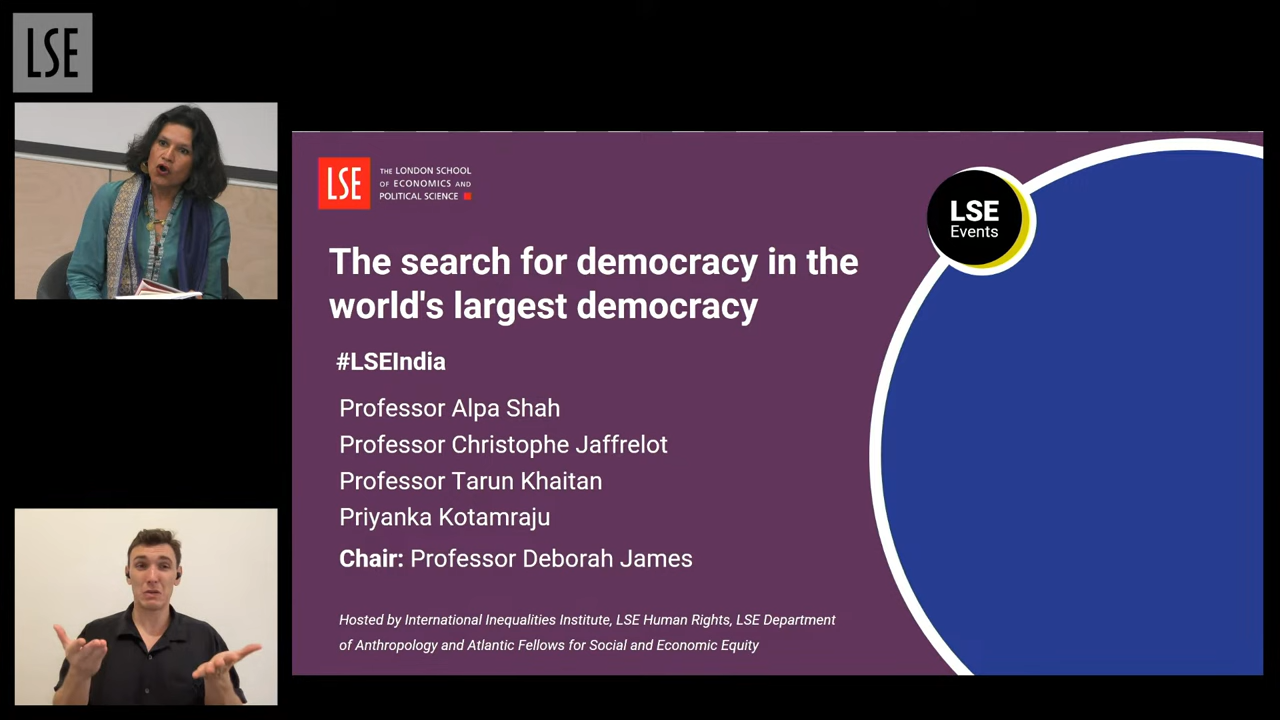 LSE
LSE
THE LONDON SCHOOL
OF ECONOMICS AND
POLITICAL SCIENCE
LSE
Events
The search for democracy in the
world's largest democracy
#LSEIndia
Professor Alpa Shah
Professor Christophe Jaffrelot
Professor Tarun Khaitan
Priyanka Kotamraju
Chair: Professor Deborah James
Hosted by International Inequalities Institute, LSE Human Rights, LSE Department
of Anthropology and Atlantic Fellows for Social and Economic Equity